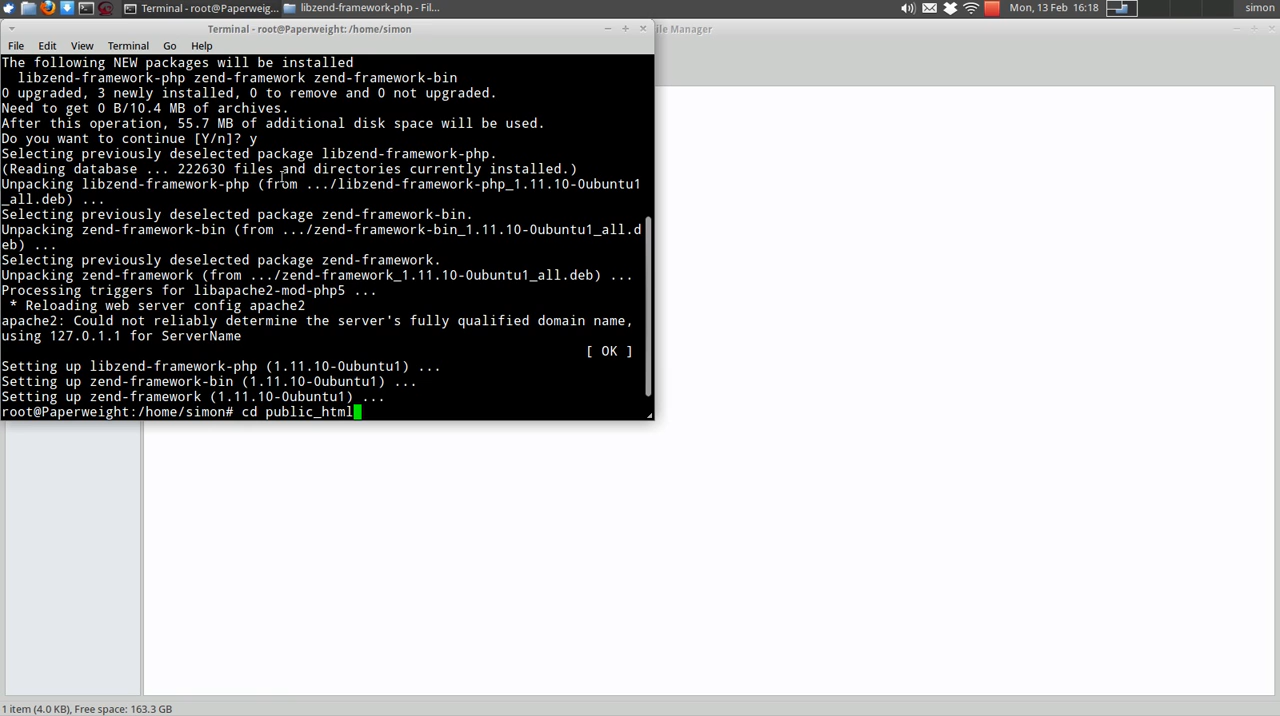 Terminal - root@Paperweig...
libzend-framework-php - Fil...
Mon, 13 Feb 16:18
simon
Terminal - root@Paperweight: /home/simon
ile Manager
File Edit View Terminal Go Help
The following NEW packages will be installed
libzend-framework-php zend-framework zend-framework-bin
0 upgraded, 3 newly installed, 0 to remove and 0 not upgraded.
Need to get 0 B/10.4 MB of archives.
After this operation, 55.7 MB of additional disk space will be used.
Do you want to continue [Y/n]? y
Selecting previously deselected package libzend-framework-php.
(Reading database ... 222630 files and directories currently installed.)
Unpacking libzend-framework-php (from .../libzend-framework-php_1.11.10-0ubuntu1
_all.deb) ...
Selecting previously deselected package zend-framework-bin.
Unpacking zend-framework-bin (from .../zend-framework-bin_1.11.10-0ubuntu1_all.d
eb) ...
Selecting previously deselected package zend-framework.
Unpacking zend-framework (from .../zend-framework_1.11.10-0ubuntu1_all.deb) ...
Processing triggers for libapache2-mod-php5 ...
* Reloading web server config apache2
apache2: Could not reliably determine the server's fully qualified domain name,
using 127.0.1.1 for ServerName
[ OK ]
Setting up libzend-framework-php (1.11.10-0ubuntu1) ...
Setting up zend-framework-bin (1.11.10-0ubuntu1) ...
Setting up zend-framework (1.11.10-0ubuntu1) ...
root@Paperweight:/home/simon# cd public_html
1 item (4.0 KB), Free space: 163.3 GB